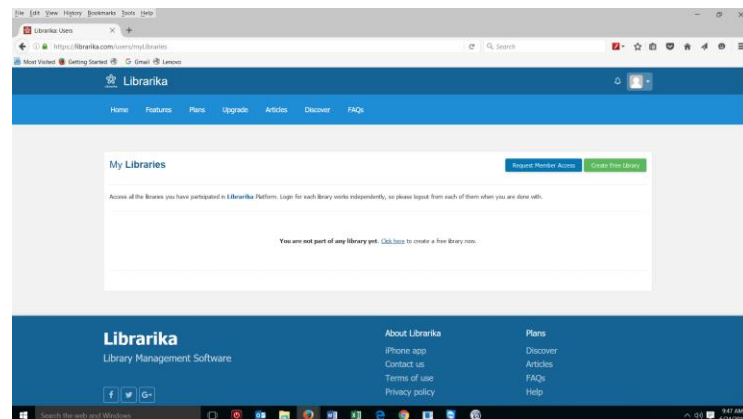 File Edit View History Bookmarks Tools Help
Librarika: Users
https://librarika.com/users/myLibraries
Search
Most Visited Getting Started G Gmail Lenovo
Librarika
Home Features Plans Upgrade Articles Discover FAQs
My Libraries
Request Member Access Create Free Library
Access all the libraries you have participated in Librarika Platform. Login for each library works independently, so please logout from each of them when you are done with.
You are not part of any library yet. Click here to create a free library now.
Librarika
Library Management Software
f G+
About Librarika
iPhone app
Contact us
Terms of use
Privacy policy
Plans
Discover
Articles
FAQs
Help
Search the web and Windows
9:47 AM